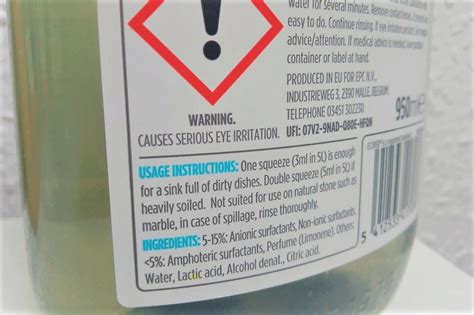 water for several minutes. Remove contact lenses, if present
easy to do. Continue rinsing. If eye irritation persists: Get medical
advice/attention. If medical advice is needed, have
container or label at hand.
PRODUCED IN EU FOR EPC N.V.,
INDUSTRIEWEG 3, 2390 MALLE, BELGIUM.
TELEPHONE 03451 302230
UFI: 07V2-9NAD-Q80E-HFQN
950ml e
WARNING.
CAUSES SERIOUS EYE IRRITATION.
USAGE INSTRUCTIONS: One squeeze (3ml in 5L) is enough
for a sink full of dirty dishes. Double squeeze (5ml in 5L) if
heavily soiled. Not suitable for use on natural stone such as
marble, in case of spillage, rinse thoroughly.
INGREDIENTS: 5-15%: Anionic surfactants, Non-ionic surfactants
<5%: Amphoteric surfactants, Perfume (Limonene). Others:
Water, Lactic acid, Alcohol denat., Citric acid.